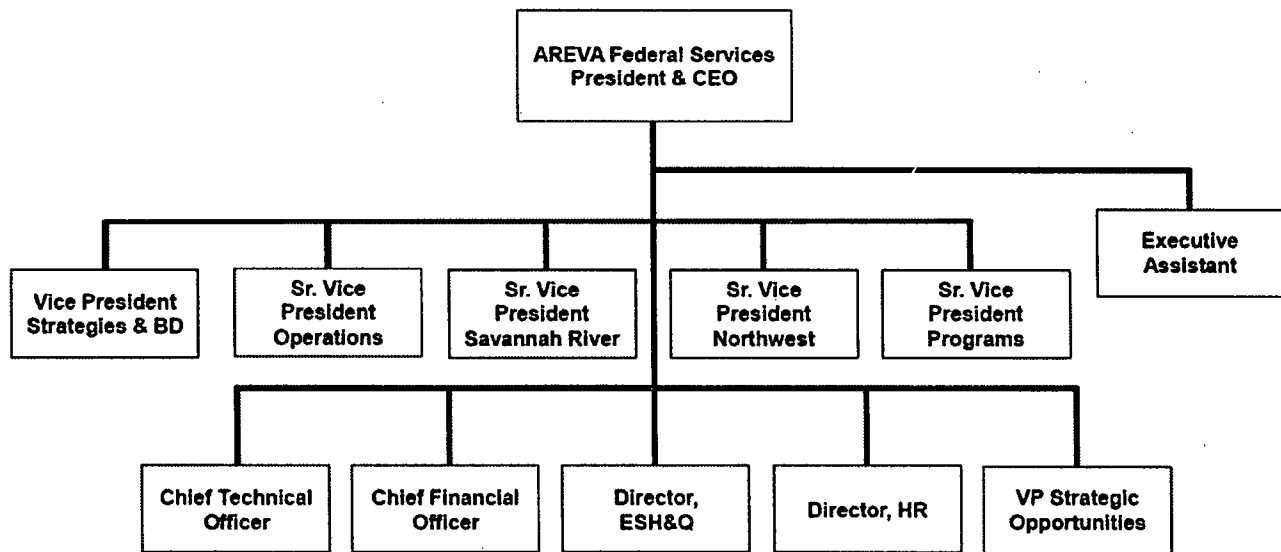 AREVA Federal Services
President & CEO
Executive
Assistant
Vice President
Strategies & BD
Sr. Vice
President
Operations
Sr. Vice
President
Savannah River
Sr. Vice
President
Northwest
Sr. Vice
President
Programs
Chief Technical
Officer
Chief Financial
Officer
Director,
ESH&Q
Director, HR
VP Strategic
Opportunities